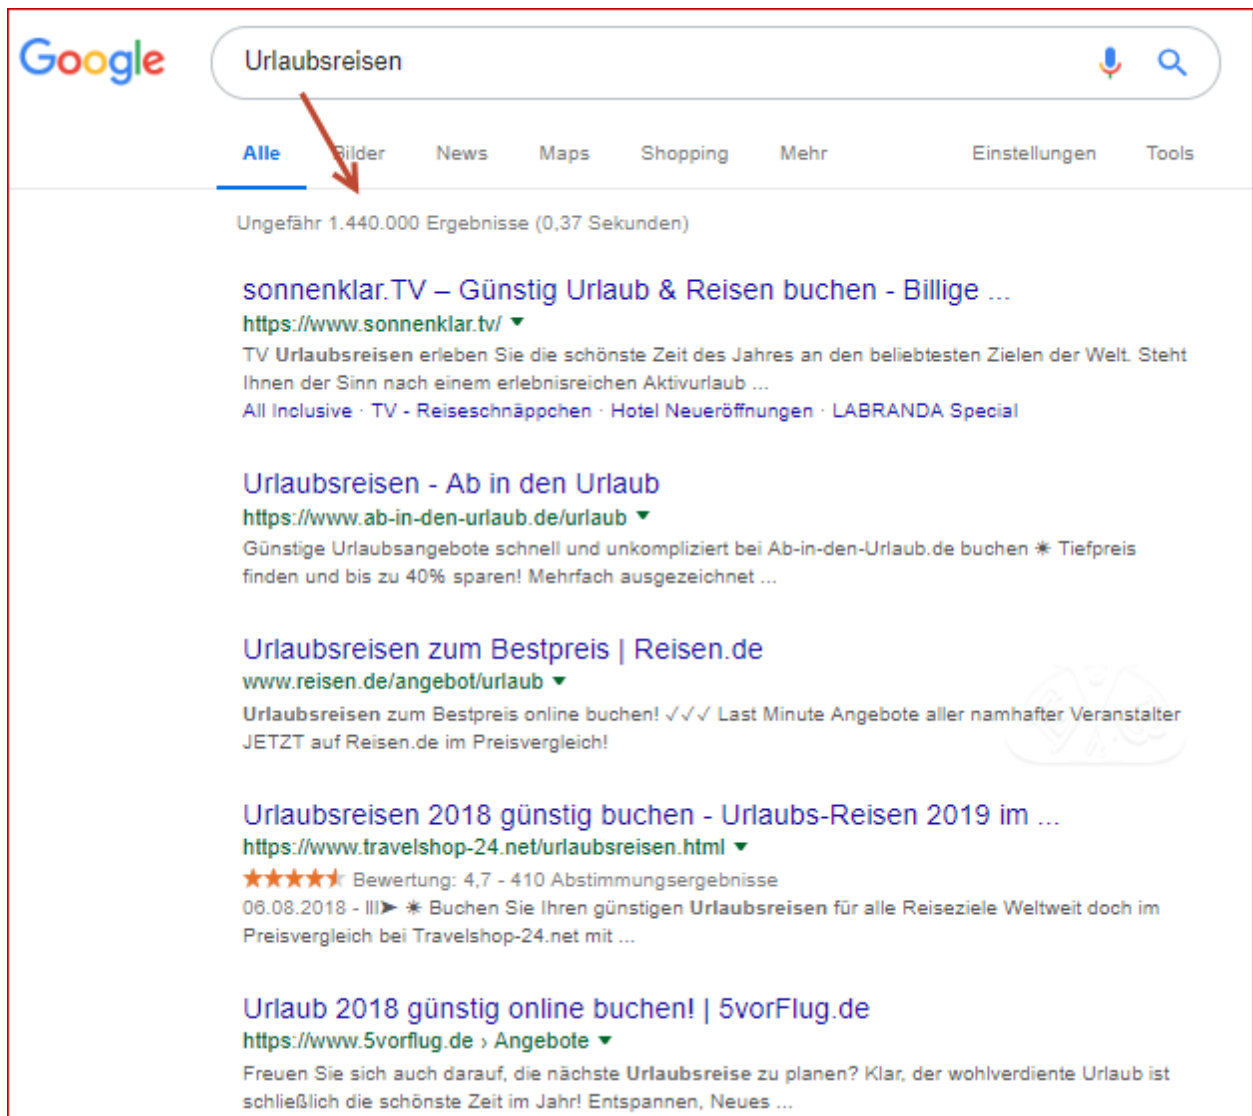 Google
Urlaubsreisen
Alle Bilder News Maps Shopping Mehr Einstellungen Tools
Ungefähr 1.440.000 Ergebnisse (0,37 Sekunden)
sonnenklar.TV – Günstig Urlaub & Reisen buchen - Billige ...
https://www.sonnenklar.tv/
TV Urlaubsreisen erleben Sie die schönste Zeit des Jahres an den beliebtesten Zielen der Welt. Steht
Ihnen der Sinn nach einem erlebnisreichen Aktivurlaub ...
All Inclusive · TV - Reiseschnäppchen · Hotel Neueröffnungen · LABRANDA Special
Urlaubsreisen - Ab in den Urlaub
https://www.ab-in-den-urlaub.de/urlaub
Günstige Urlaubsangebote schnell und unkompliziert bei Ab-in-den-Urlaub.de buchen ☀ Tiefpreis
finden und bis zu 40% sparen! Mehrfach ausgezeichnet ...
Urlaubsreisen zum Bestpreis | Reisen.de
www.reisen.de/angebot/urlaub
Urlaubsreisen zum Bestpreis online buchen! ✓✓✓ Last Minute Angebote aller namhafter Veranstalter
JETZT auf Reisen.de im Preisvergleich!
Urlaubsreisen 2018 günstig buchen - Urlaubs-Reisen 2019 im ...
https://www.travelshop-24.net/urlaubsreisen.html
Bewertung: 4,7 - 410 Abstimmungsergebnisse
06.08.2018 - lll➤ ☀ Buchen Sie Ihren günstigen Urlaubsreisen für alle Reiseziele Weltweit doch im
Preisvergleich bei Travelshop-24.net mit ...
Urlaub 2018 günstig online buchen! | 5vorFlug.de
https://www.5vorflug.de › Angebote
Freuen Sie sich auch darauf, die nächste Urlaubsreise zu planen? Klar, der wohlverdiente Urlaub ist
schließlich die schönste Zeit im Jahr! Entspannen, Neues ...